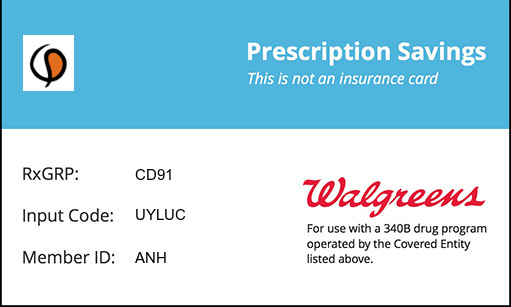 Prescription Savings
This is not an insurance card
RxGRP: CD91
Input Code: UYLUC
Member ID: ANH
Walgreens
For use with a 340B drug program
operated by the Covered Entity
listed above.